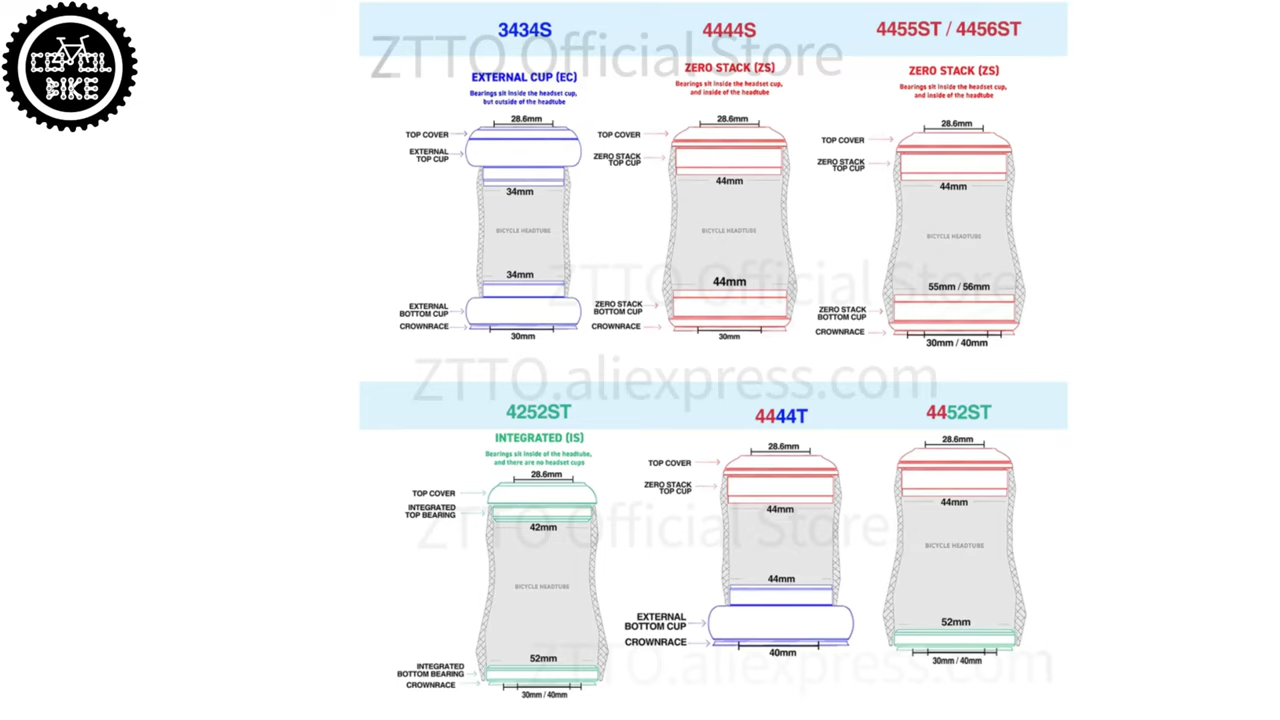 3434S
4444S
4455ST / 4456ST
ZTTO Official Store
EXTERNAL CUP (EC)
Bearings sit inside the headset cup,
but outside of the headtube
ZERO STACK (ZS)
Bearings sit inside the headset cup,
and inside of the headtube
ZERO STACK (ZS)
Bearings sit inside the headset cup,
and inside of the headtube
28.6mm
TOP COVER
EXTERNAL
TOP CUP
34mm
BICYCLE HEADTUBE
34mm
EXTERNAL
BOTTOM CUP
CROWNRACE
30mm
28.6mm
TOP COVER
ZERO STACK
TOP CUP
44mm
BICYCLE HEADTUBE
44mm
ZERO STACK
BOTTOM CUP
CROWNRACE
30mm
28.6mm
TOP COVER
ZERO STACK
TOP CUP
44mm
BICYCLE HEADTUBE
55mm / 56mm
ZERO STACK
BOTTOM CUP
CROWNRACE
30mm / 40mm
ZTTO Official Store
ZTTO.aliexpress.com
4252ST
4444T
4452ST
INTEGRATED (IS)
Bearings sit inside of the headtube,
and there are no headset cups
28.6mm
TOP COVER
INTEGRATED
TOP BEARING
42mm
BICYCLE HEADTUBE
52mm
INTEGRATED
BOTTOM BEARING
CROWNRACE
30mm / 40mm
28.6mm
TOP COVER
ZERO STACK
TOP CUP
44mm
44mm
EXTERNAL
BOTTOM CUP
CROWNRACE
40mm
28.6mm
44mm
BICYCLE HEADTUBE
52mm
30mm / 40mm
ZTTO Official Store
ZTTO.aliexpress.com